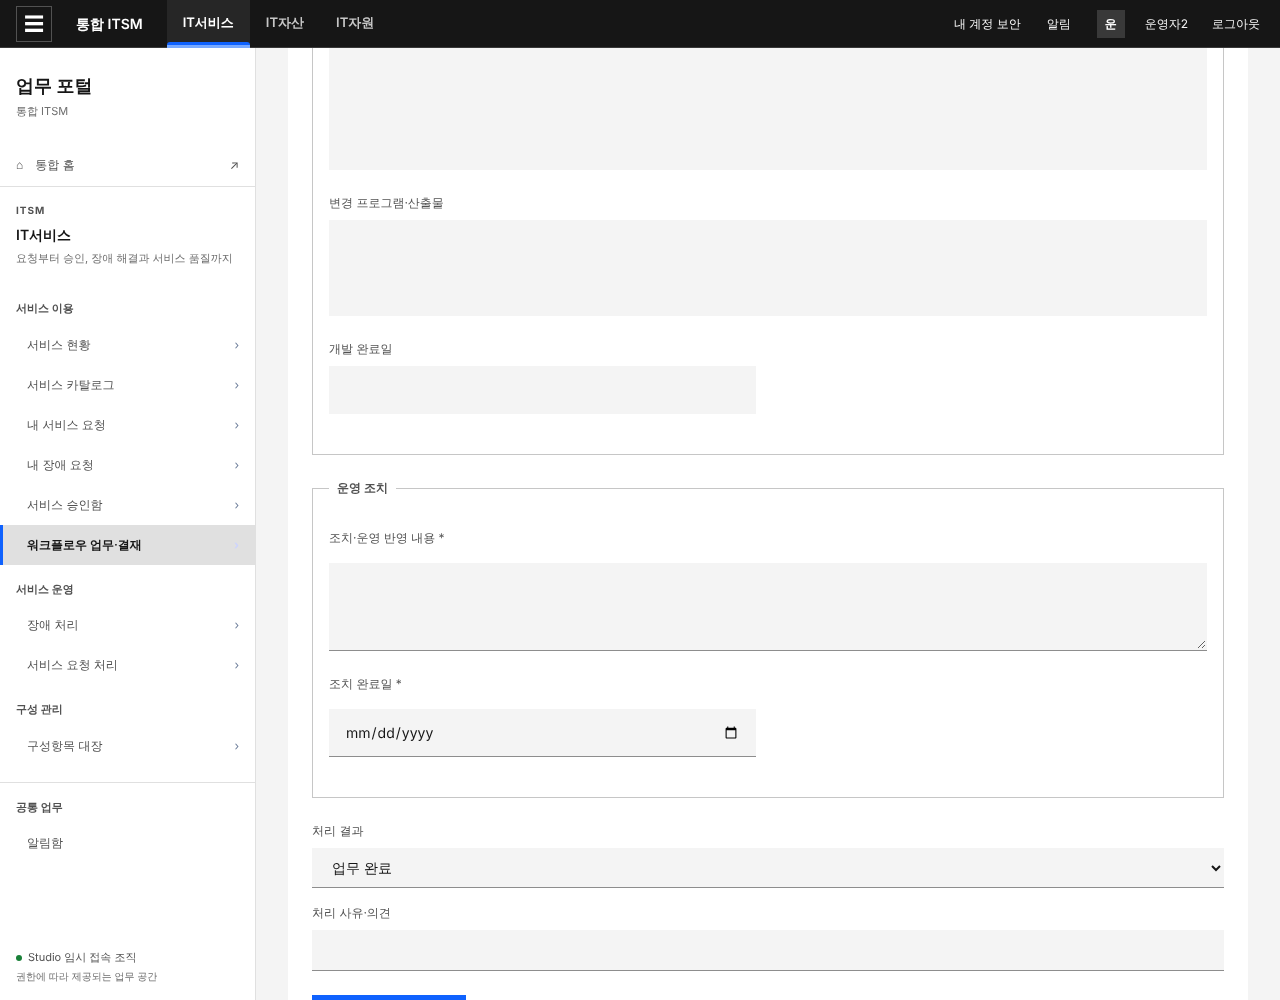 통합 ITSM
IT서비스
IT자산
IT자원
내 계정 보안
알림
운
운영자2
로그아웃
업무 포털
통합 ITSM
통합 홈
ITSM
IT서비스
요청부터 승인, 장애 해결과 서비스 품질까지
서비스 이용
서비스 현황
서비스 카탈로그
내 서비스 요청
내 장애 요청
서비스 승인함
워크플로우 업무·결재
서비스 운영
장애 처리
서비스 요청 처리
구성 관리
구성항목 대장
공통 업무
알림함
Studio 임시 접속 조직
권한에 따라 제공되는 업무 공간
변경 프로그램·산출물
개발 완료일
운영 조치
조치·운영 반영 내용 *
조치 완료일 *
mm/dd/yyyy
처리 결과
업무 완료
처리 사유·의견